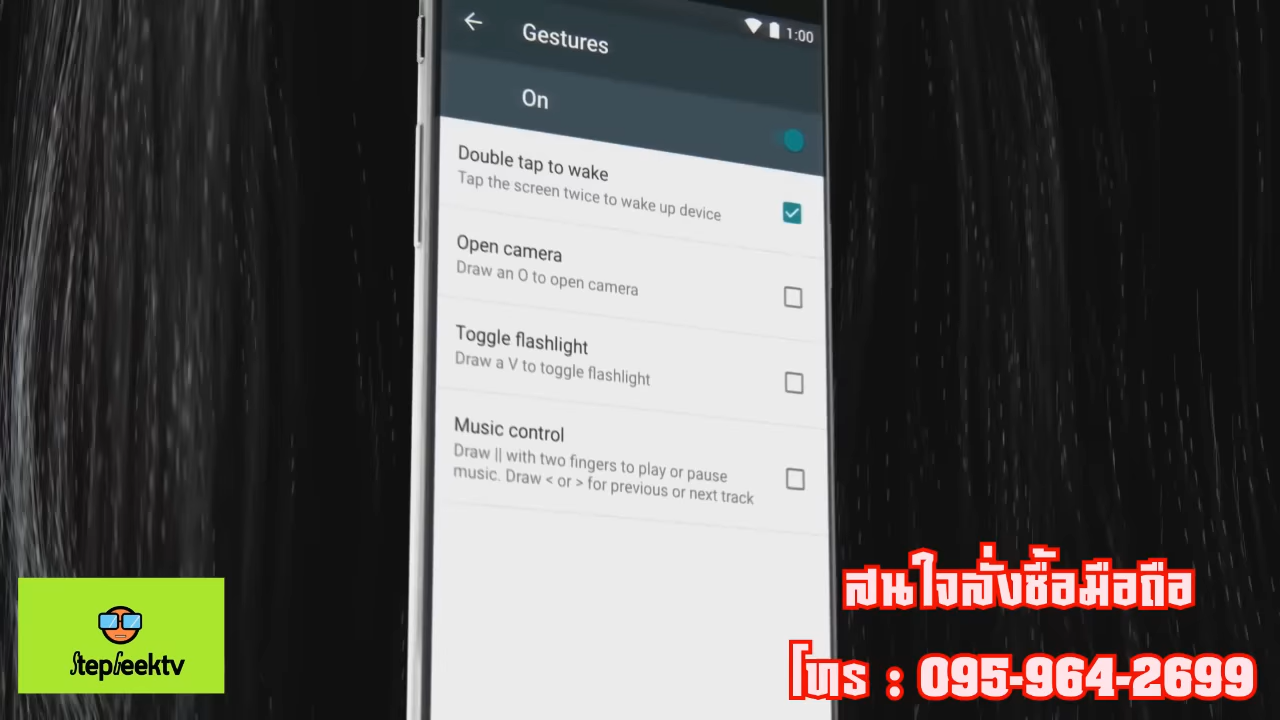 1:00
Gestures
On
Double tap to wake
Tap the screen twice to wake up device
Open camera
Draw an O to open camera
Toggle flashlight
Draw a V to toggle flashlight
Music control
Draw || with two fingers to play or pause
music. Draw < or > for previous or next track
สนใจสั่งซื้อมือถือ
โทร : 095-964-2699
StepGeektv